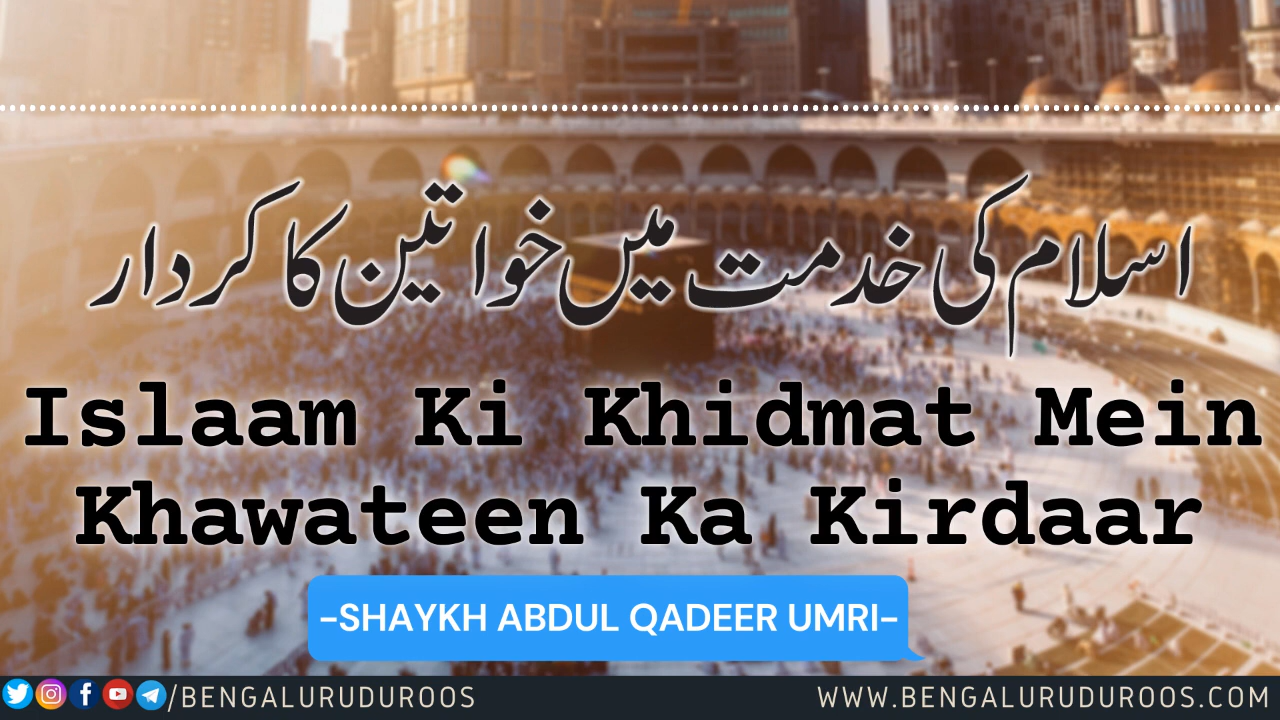 اسلام کی خدمت میں خواتین کا کردار
Islaam Ki Khidmat Mein
Khawateen Ka Kirdaar
-SHAYKH ABDUL QADEER UMRI-
/BENGALURUDUROOS
WWW.BENGALURUDUROOS.COM